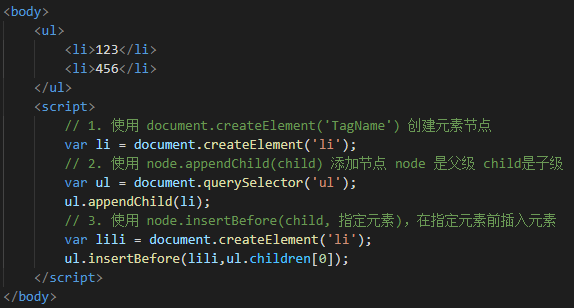 <body>
    <ul>
        <li>123</li>
        <li>456</li>
    </ul>
    <script>
        // 1. 使用 document.createElement('TagName') 创建元素节点
        var li = document.createElement('li');
        // 2. 使用 node.appendChild(child) 添加节点 node 是父级 child是子级
        var ul = document.querySelector('ul');
        ul.appendChild(li);
        // 3. 使用 node.insertBefore(child, 指定元素), 在指定元素前插入元素
        var lili = document.createElement('li');
        ul.insertBefore(lili,ul.children[0]);
    </script>
</body>